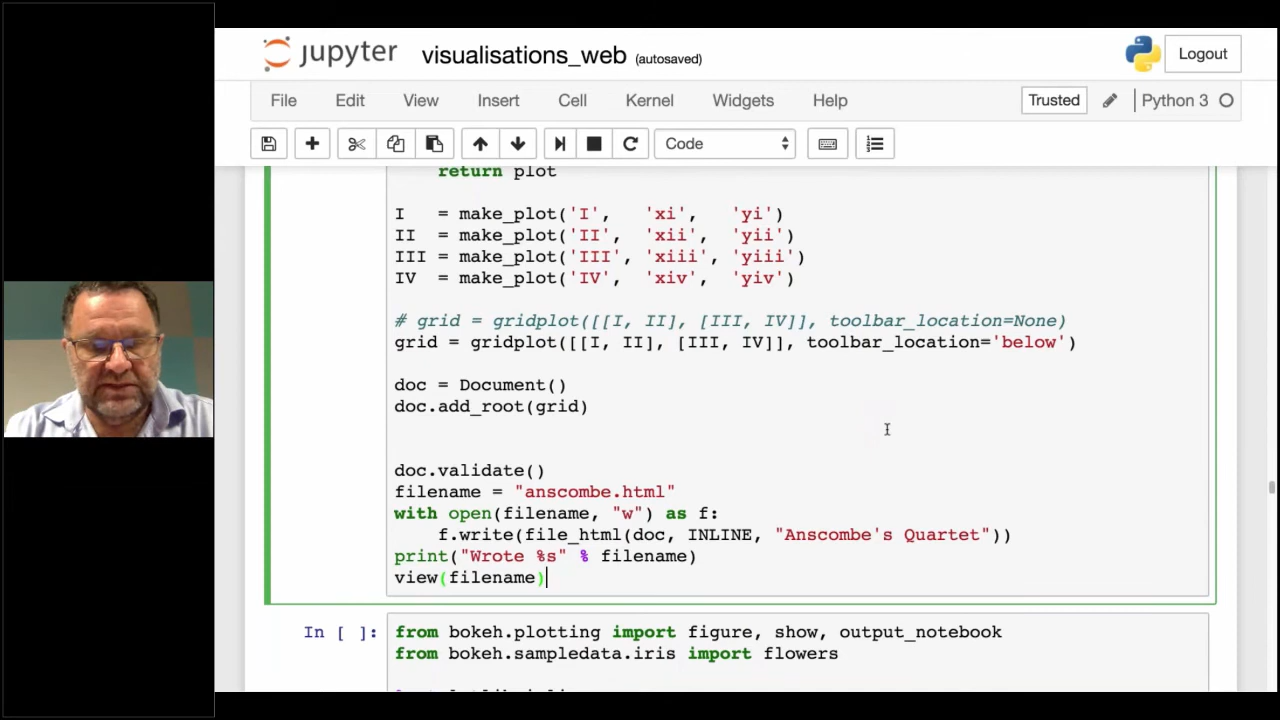 jupyter visualisations_web (autosaved) Logout
File Edit View Insert Cell Kernel Widgets Help Trusted Python 3
Code
return plot
I   = make_plot('I',   'xi',   'yi')
II  = make_plot('II',  'xii',  'yii')
III = make_plot('III', 'xiii', 'yiii')
IV  = make_plot('IV',  'xiv',  'yiv')
# grid = gridplot([[I, II], [III, IV]], toolbar_location=None)
grid = gridplot([[I, II], [III, IV]], toolbar_location='below')
doc = Document()
doc.add_root(grid)
doc.validate()
filename = "anscombe.html"
with open(filename, "w") as f:
    f.write(file_html(doc, INLINE, "Anscombe's Quartet"))
print("Wrote %s" % filename)
view(filename)
In [ ]: from bokeh.plotting import figure, show, output_notebook
from bokeh.sampledata.iris import flowers